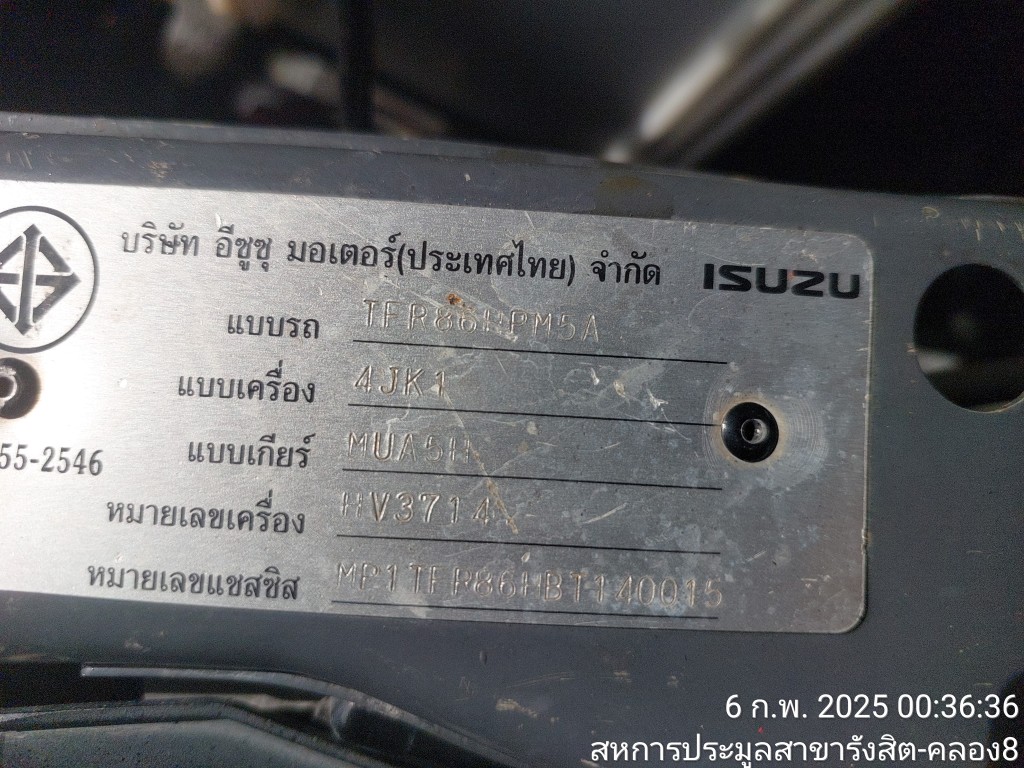 บริษัท อีซูซุ มอเตอร์(ประเทศไทย) จำกัด ISUZU
แบบรถ TFR86HPM5A
แบบเครื่อง 4JK1
55-2546 แบบเกียร์ MUA5H
หมายเลขเครื่อง HV3714
หมายเลขแชสซิส MP1TFR86HBT140015
6 ก.พ. 2025 00:36:36
สหการประมูลสาขารังสิต-คลอง8